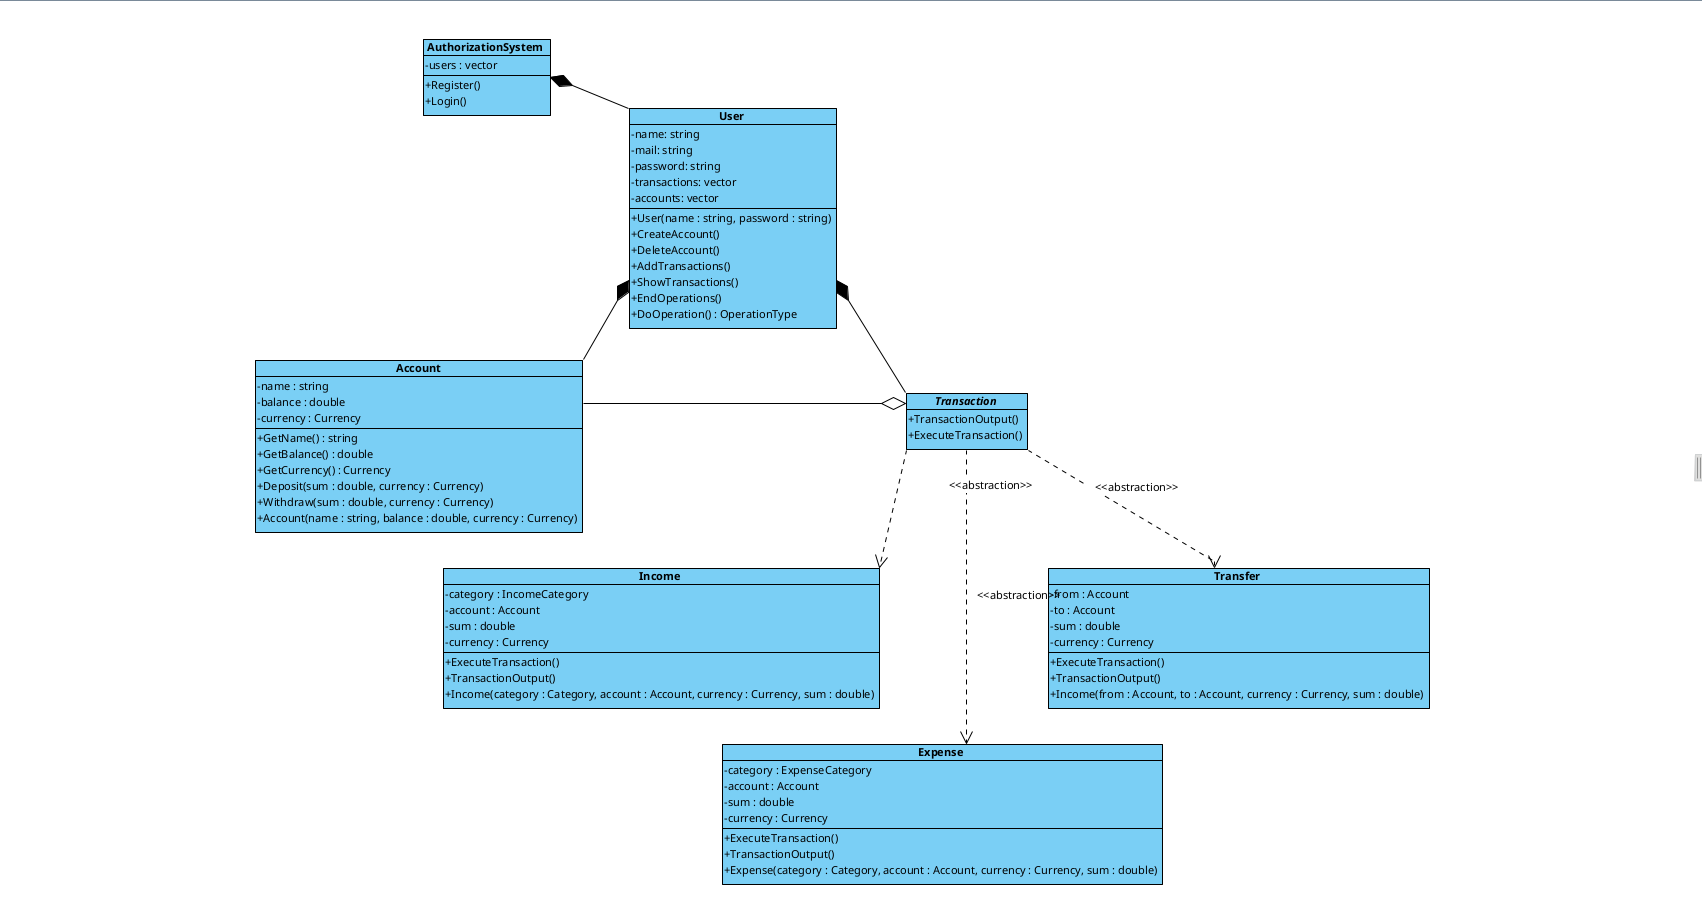 AuthorizationSystem
-users : vector
+Register()
+Login()
User
-name: string
-mail: string
-password: string
-transactions: vector
-accounts: vector
+User(name : string, password : string)
+CreateAccount()
+DeleteAccount()
+AddTransactions()
+ShowTransactions()
+EndOperations()
+DoOperation() : OperationType
Account
-name : string
-balance : double
-currency : Currency
+GetName() : string
+GetBalance() : double
+GetCurrency() : Currency
+Deposit(sum : double, currency : Currency)
+Withdraw(sum : double, currency : Currency)
+Account(name : string, balance : double, currency : Currency)
Transaction
+TransactionOutput()
+ExecuteTransaction()
<<abstraction>>
<<abstraction>>
Income
-category : IncomeCategory
-account : Account
-sum : double
-currency : Currency
+ExecuteTransaction()
+TransactionOutput()
+Income(category : Category, account : Account, currency : Currency, sum : double)
<<abstraction>>
Transfer
-from : Account
-to : Account
-sum : double
-currency : Currency
+ExecuteTransaction()
+TransactionOutput()
+Income(from : Account, to : Account, currency : Currency, sum : double)
Expense
-category : ExpenseCategory
-account : Account
-sum : double
-currency : Currency
+ExecuteTransaction()
+TransactionOutput()
+Expense(category : Category, account : Account, currency : Currency, sum : double)